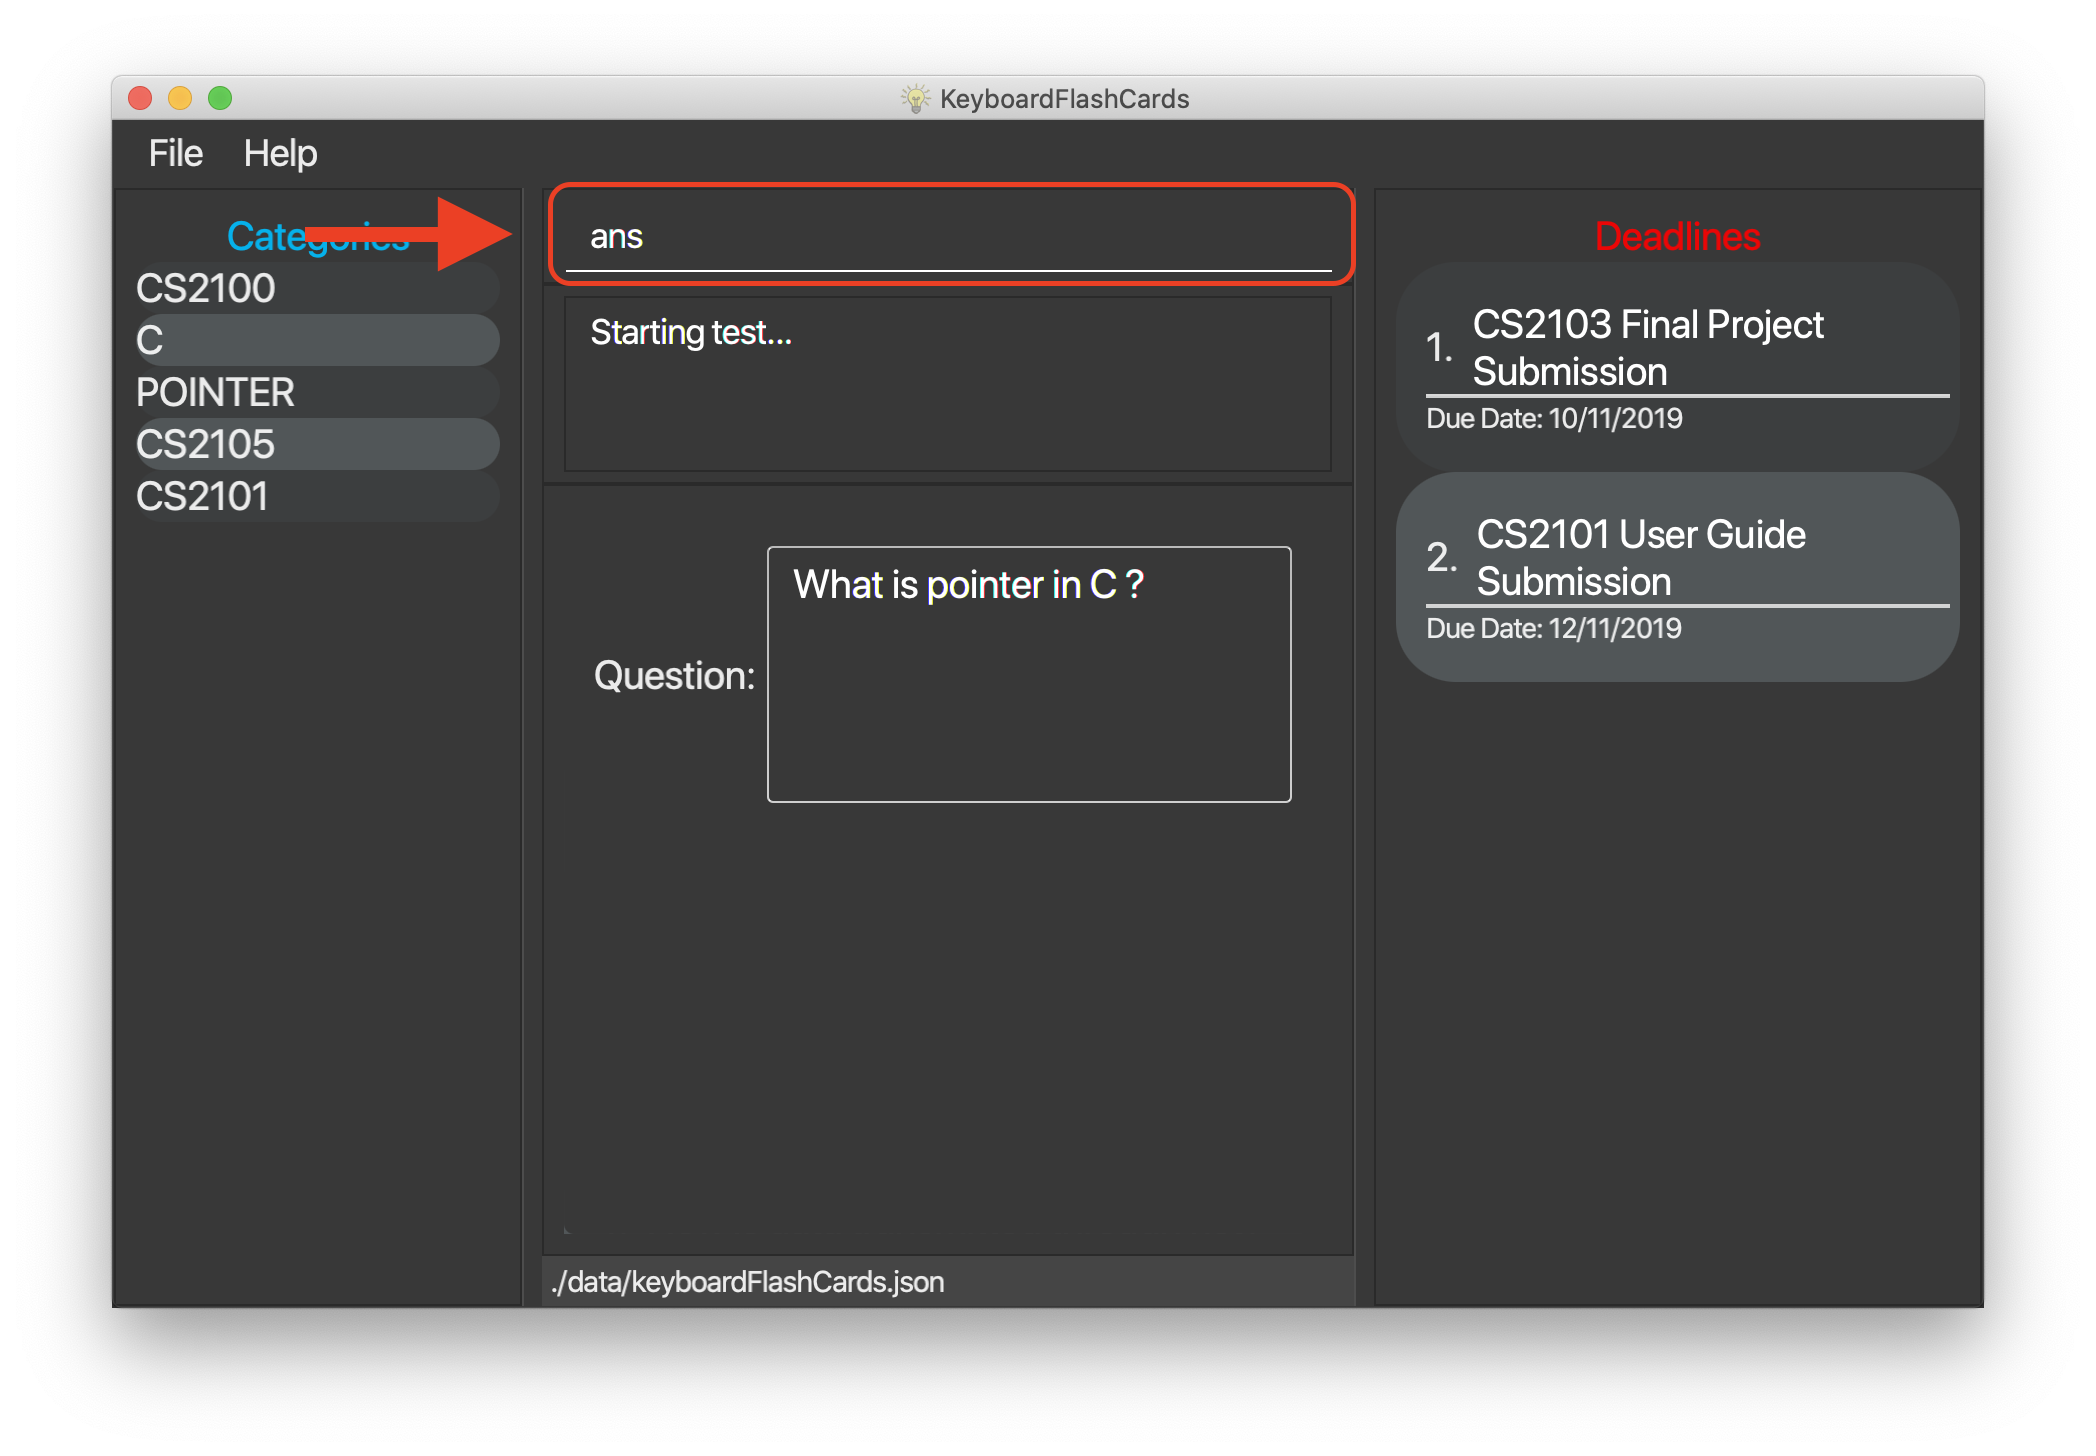 KeyboardFlashCards
File Help
Categories
CS2100
C
POINTER
CS2105
CS2101
ans
Starting test...
Question:
What is pointer in C ?
./data/keyboardFlashCards.json
Deadlines
1. CS2103 Final Project
Submission
Due Date: 10/11/2019
2. CS2101 User Guide
Submission
Due Date: 12/11/2019